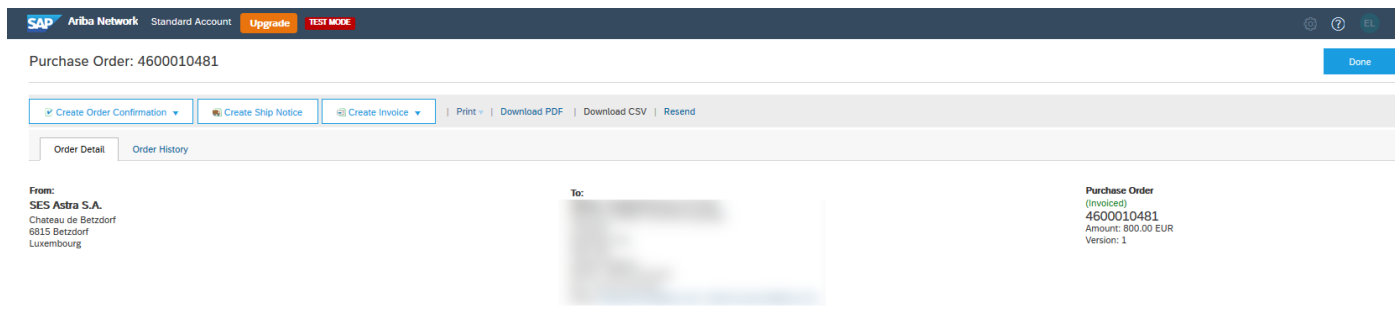 SAP Ariba Network Standard Account Upgrade TEST MODE EL
Purchase Order: 4600010481 Done
Create Order Confirmation Create Ship Notice Create Invoice | Print | Download PDF | Download CSV | Resend
Order Detail Order History
From:
SES Astra S.A.
Chateau de Betzdorf
6815 Betzdorf
Luxembourg
To:
Purchase Order
(Invoiced)
4600010481
Amount: 800.00 EUR
Version: 1